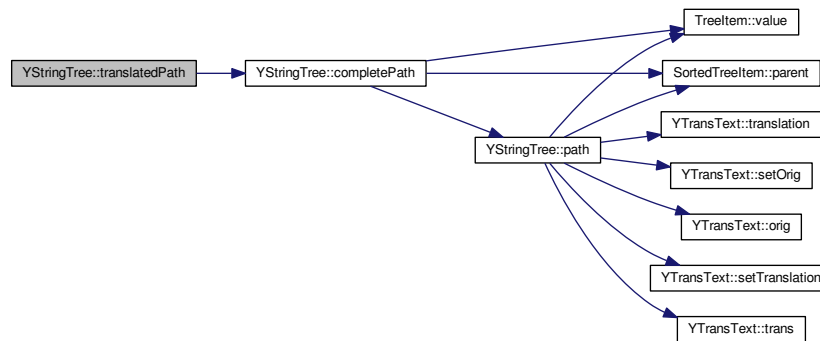 TreeItem::value
YStringTree::translatedPath
YStringTree::completePath
SortedTreeItem::parent
YTransText::translation
YStringTree::path
YTransText::setOrig
YTransText::orig
YTransText::setTranslation
YTransText::trans